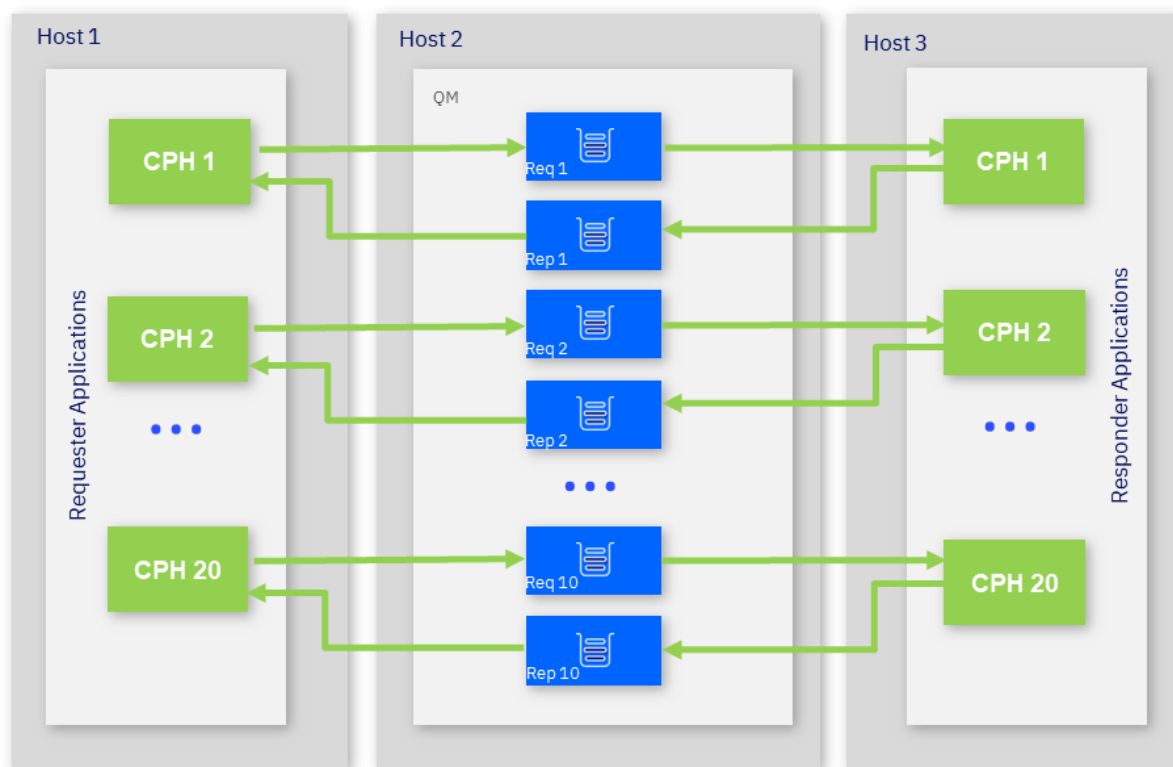 Host 1
Host 2
Host 3
QM
CPH 1
Req 1
CPH 1
Rep 1
CPH 2
Req 2
CPH 2
Rep 2
Requester Applications
Responder Applications
CPH 20
Req 10
CPH 20
Rep 10